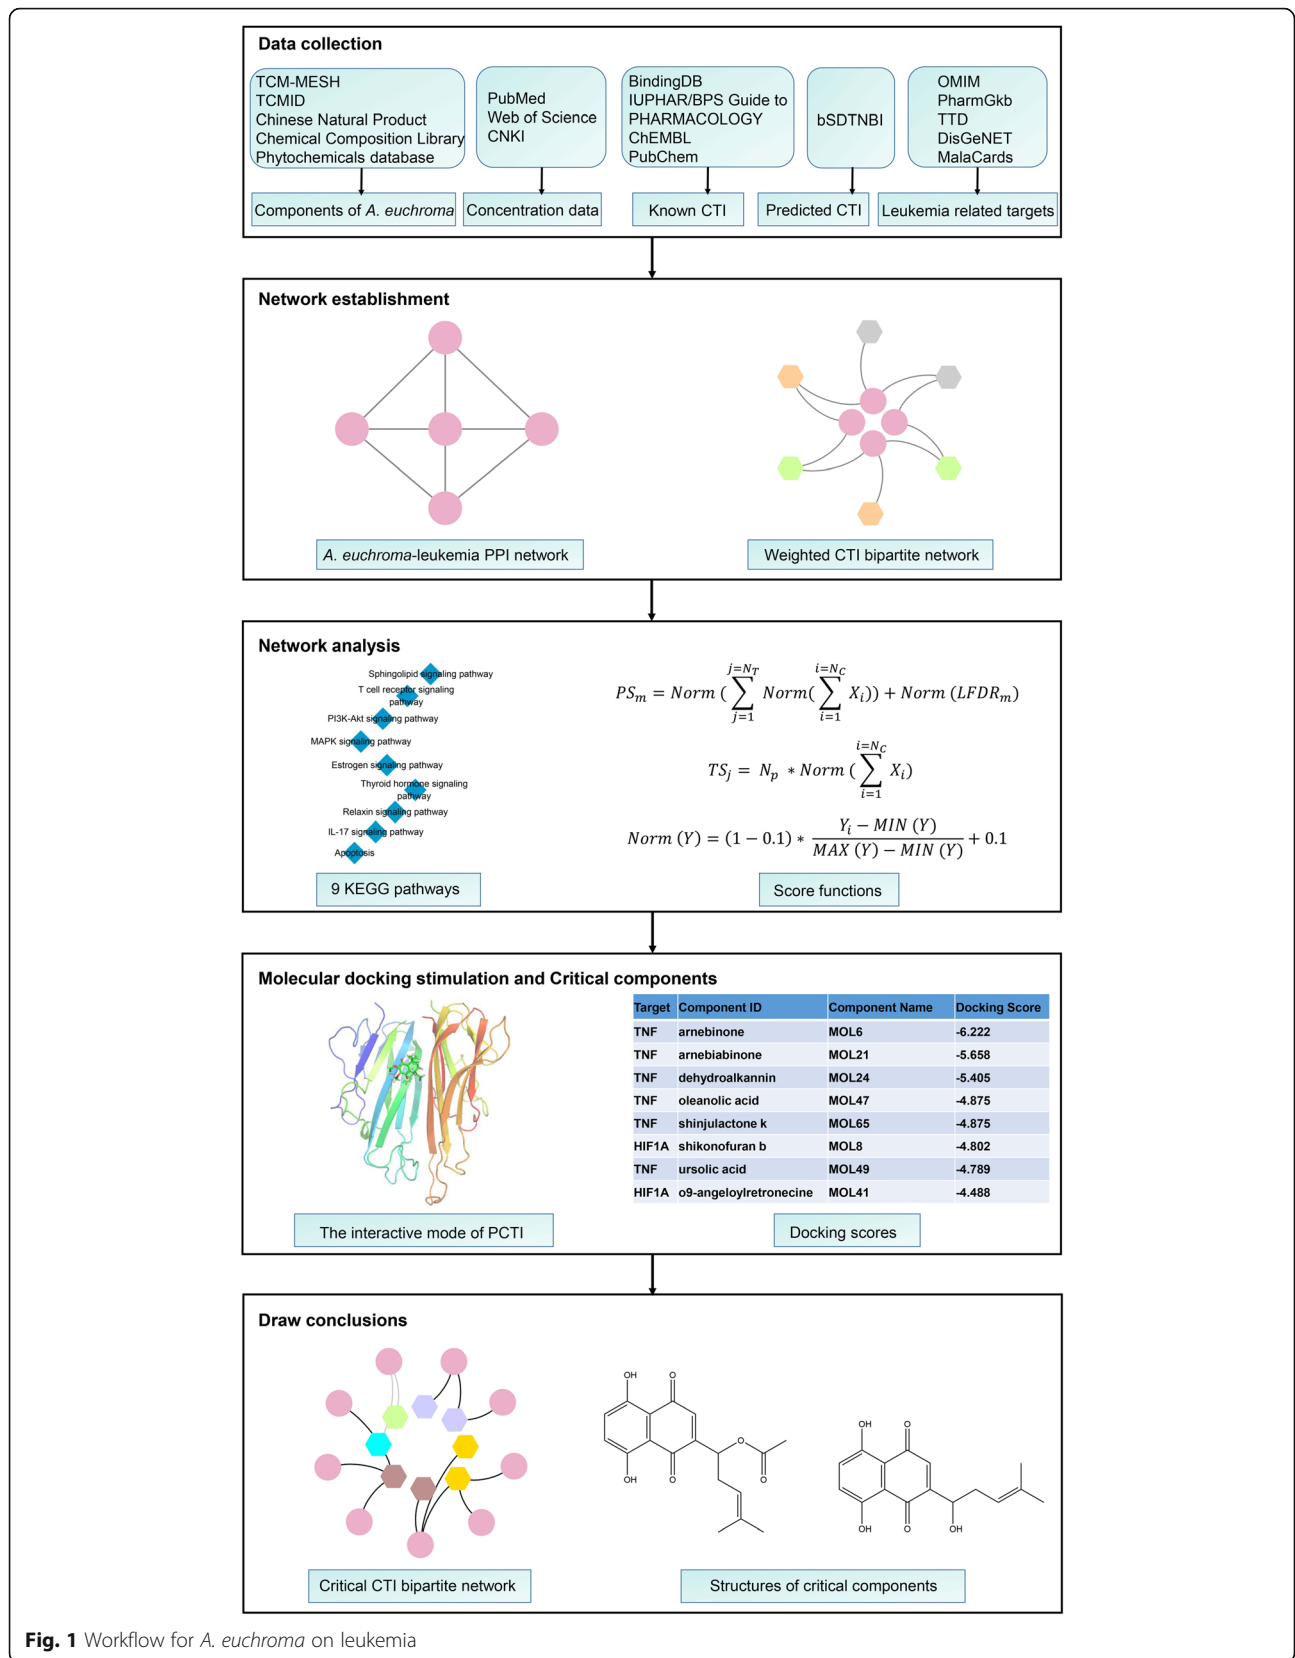 Data collection
TCM-MESH
TCMID
Chinese Natural Product
Chemical Composition Library
Phytochemicals database
PubMed
Web of Science
CNKI
BindingDB
IUPHAR/BPS Guide to
PHARMACOLOGY
ChEMBL
PubChem
bSDTNBI
OMIM
PharmGkb
TTD
DisGeNET
MalaCards
Components of A. euchroma
Concentration data
Known CTI
Predicted CTI
Leukemia related targets
Network establishment
A. euchroma-leukemia PPI network
Weighted CTI bipartite network
Network analysis
Sphingolipid signaling pathway
T cell receptor signaling
pathway
PI3K-Akt signaling pathway
MAPK signaling pathway
Estrogen signaling pathway
Thyroid hormone signaling
pathway
Relaxin signaling pathway
IL-17 signaling pathway
Apoptosis
9 KEGG pathways
j=N_T i=N_C
PS_m = Norm (∑ Norm(∑ X_i)) + Norm (LFDR_m)
j=1 i=1
i=N_C
TS_j = N_p * Norm (∑ X_i)
i=1
Y_i − MIN (Y)
Norm (Y) = (1 − 0.1) * + 0.1
MAX (Y) − MIN (Y)
Score functions
Molecular docking stimulation and Critical components
Target Component ID Component Name Docking Score
TNF arnebinone MOL6 -6.222
TNF arnebiabinone MOL21 -5.658
TNF dehydroalkannin MOL24 -5.405
TNF oleanolic acid MOL47 -4.875
TNF shinjulactone k MOL65 -4.875
HIF1A shikonofuran b MOL8 -4.802
TNF ursolic acid MOL49 -4.789
HIF1A o9-angeloylretronecine MOL41 -4.488
The interactive mode of PCTI
Docking scores
Draw conclusions
OH O
O
OH O O
OH O
OH O OH
Critical CTI bipartite network
Structures of critical components
Fig. 1 Workflow for A. euchroma on leukemia